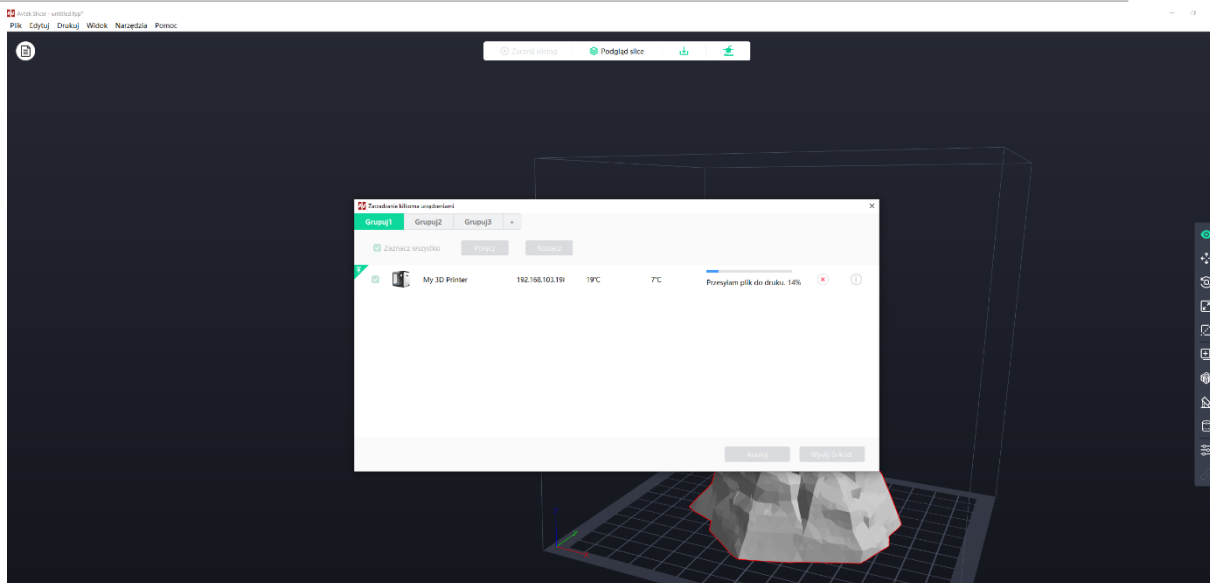 Avtek Slicer - untitled.fpp*
Plik Edytuj Drukuj Widok Narzędzia Pomoc
Zacznij slicing Podgląd slice
Zarządzanie kilkoma urządzeniami
Grupuj1 Grupuj2 Grupuj3 +
Zaznacz wszystko Połącz Rozłącz
My 3D Printer 192.168.103.19 19°C 7°C Przesyłam plik do druku. 14%
Anuluj Wyślij G-kod